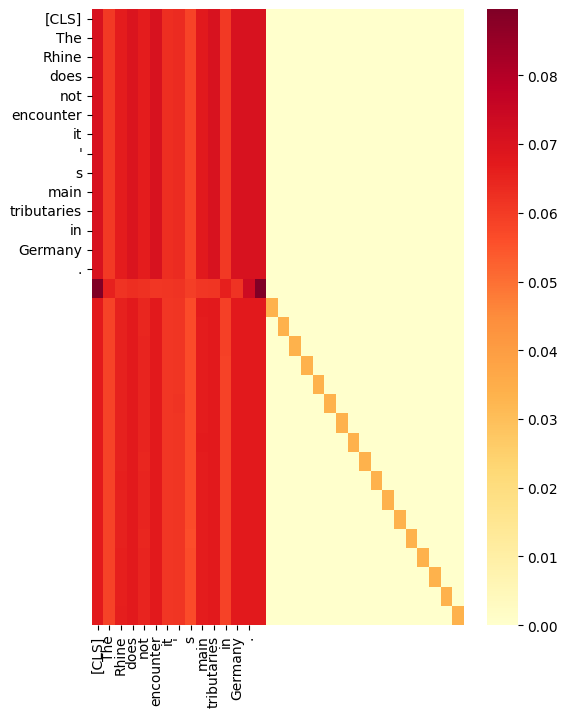 [CLS]
The
Rhine
does
not
encounter
it
'
s
main
tributaries
in
Germany
.
[CLS]
The
Rhine
does
not
encounter
it
'
s
main
tributaries
in
Germany
.
0.08
0.07
0.06
0.05
0.04
0.03
0.02
0.01
0.00